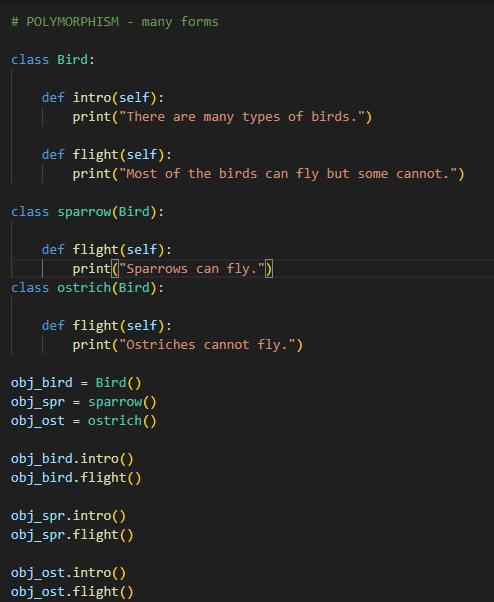 # POLYMORPHISM - many forms

class Bird:

    def intro(self):
        print("There are many types of birds.")

    def flight(self):
        print("Most of the birds can fly but some cannot.")

class sparrow(Bird):

    def flight(self):
        print("Sparrows can fly.")
class ostrich(Bird):

    def flight(self):
        print("Ostriches cannot fly.")

obj_bird = Bird()
obj_spr = sparrow()
obj_ost = ostrich()

obj_bird.intro()
obj_bird.flight()

obj_spr.intro()
obj_spr.flight()

obj_ost.intro()
obj_ost.flight()